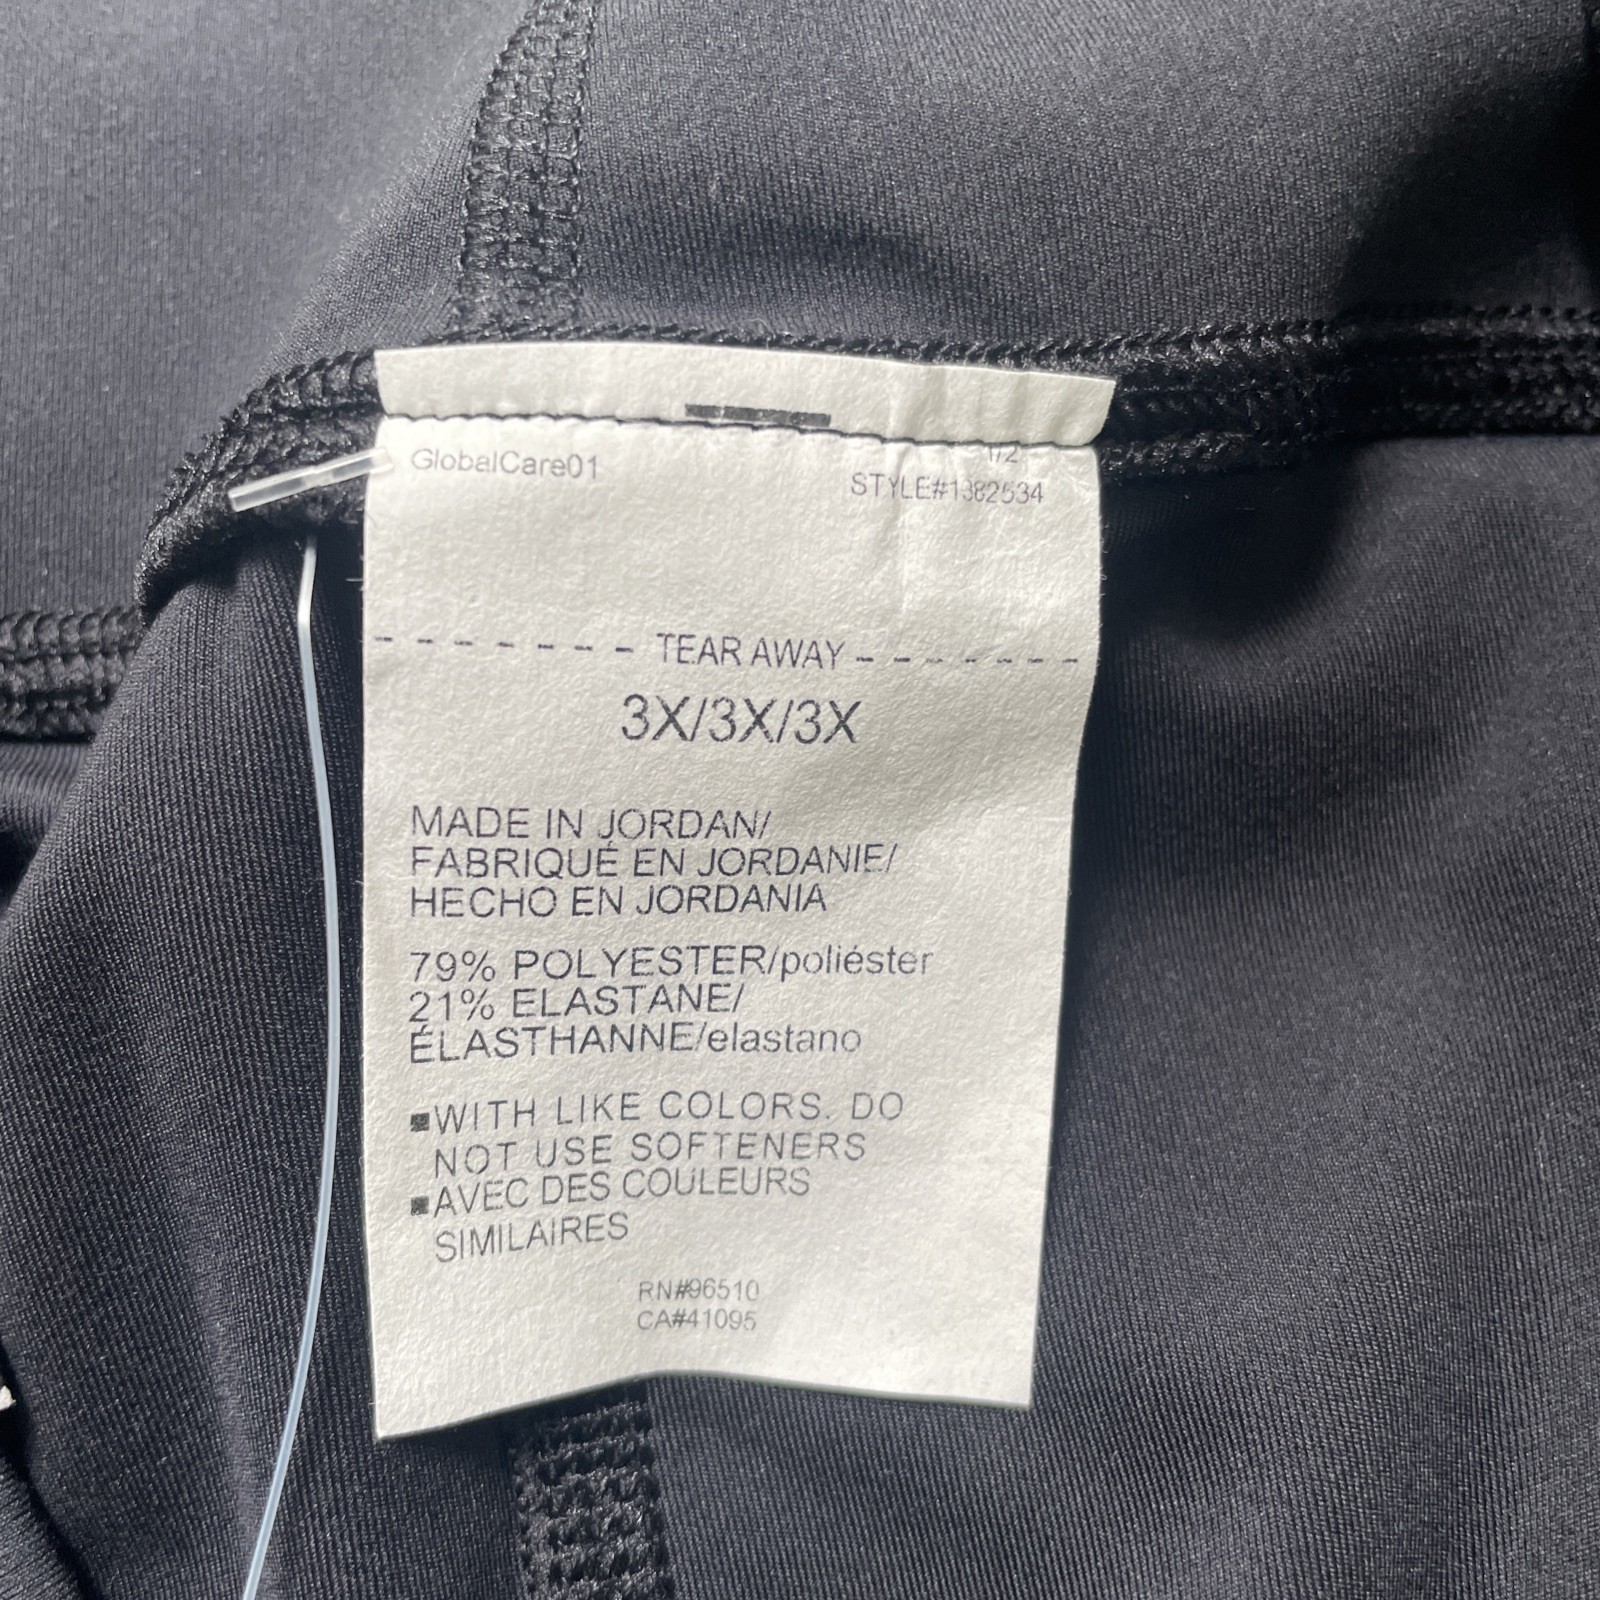 GlobalCare01
1/2
STYLE#1382534
TEAR AWAY
3X/3X/3X
MADE IN JORDAN/
FABRIQUÉ EN JORDANIE/
HECHO EN JORDANIA
79% POLYESTER/poliéster
21% ELASTANE/
ÉLASTHANNE/elastano
▪WITH LIKE COLORS. DO
NOT USE SOFTENERS
▪AVEC DES COULEURS
SIMILAIRES
RN#96510
CA#41095